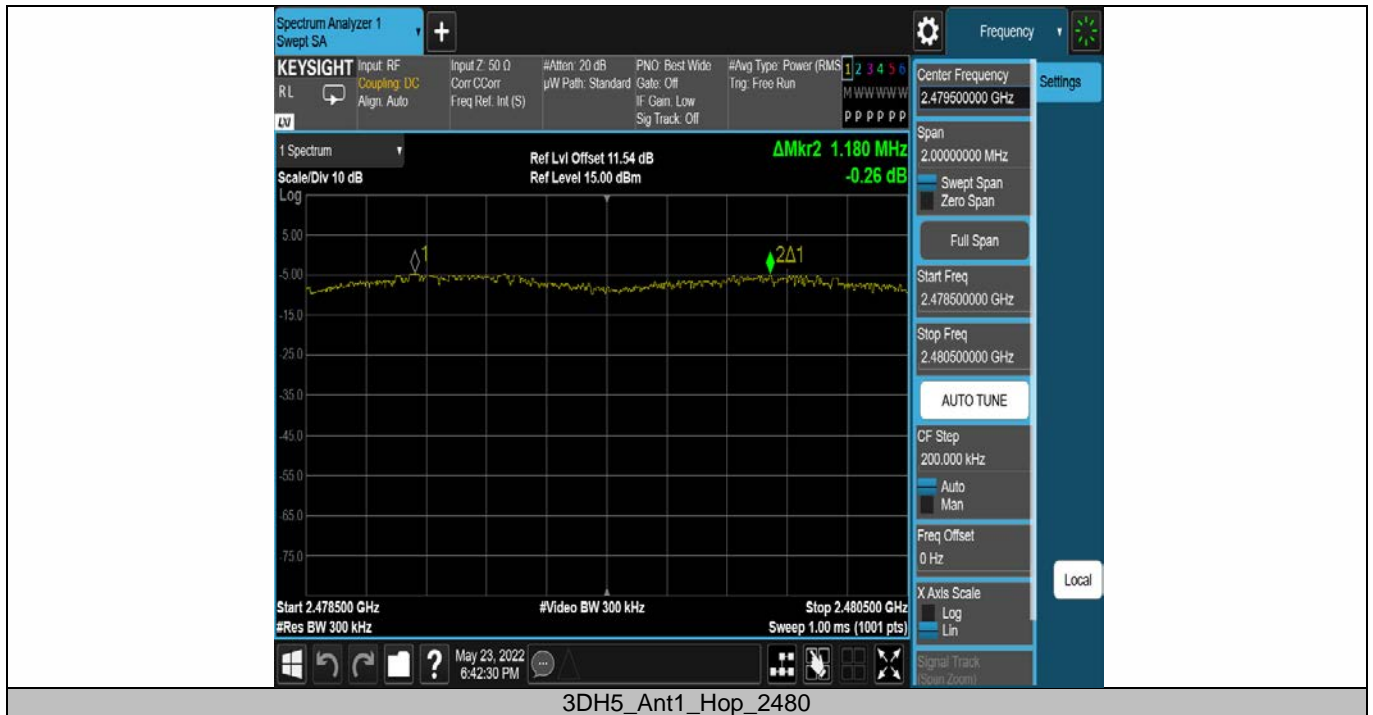 Spectrum Analyzer 1
Swept SA
+
Frequency
KEYSIGHT
RL
LXI
Input: RF
Coupling: DC
Align: Auto
Input Z: 50 Ω
Corr CCorr
Freq Ref: Int (S)
#Atten: 20 dB
µW Path: Standard
PNO: Best Wide
Gate: Off
IF Gain: Low
Sig Track: Off
#Avg Type: Power (RMS
Trig: Free Run
1 2 3 4 5 6
M W W W W W
P P P P P P
1 Spectrum
Scale/Div 10 dB
Log
Ref Lvl Offset 11.54 dB
Ref Level 15.00 dBm
ΔMkr2 1.180 MHz
-0.26 dB
5.00
-5.00
-15.0
-25.0
-35.0
-45.0
-55.0
-65.0
-75.0
1
2Δ1
Start 2.478500 GHz
#Res BW 300 kHz
#Video BW 300 kHz
Stop 2.480500 GHz
Sweep 1.00 ms (1001 pts)
Center Frequency
2.479500000 GHz
Settings
Span
2.00000000 MHz
Swept Span
Zero Span
Full Span
Start Freq
2.478500000 GHz
Stop Freq
2.480500000 GHz
AUTO TUNE
CF Step
200.000 kHz
Auto
Man
Freq Offset
0 Hz
X Axis Scale
Log
Lin
Signal Track
(Span Zoom)
Local
?
May 23, 2022
6:42:30 PM
3DH5_Ant1_Hop_2480